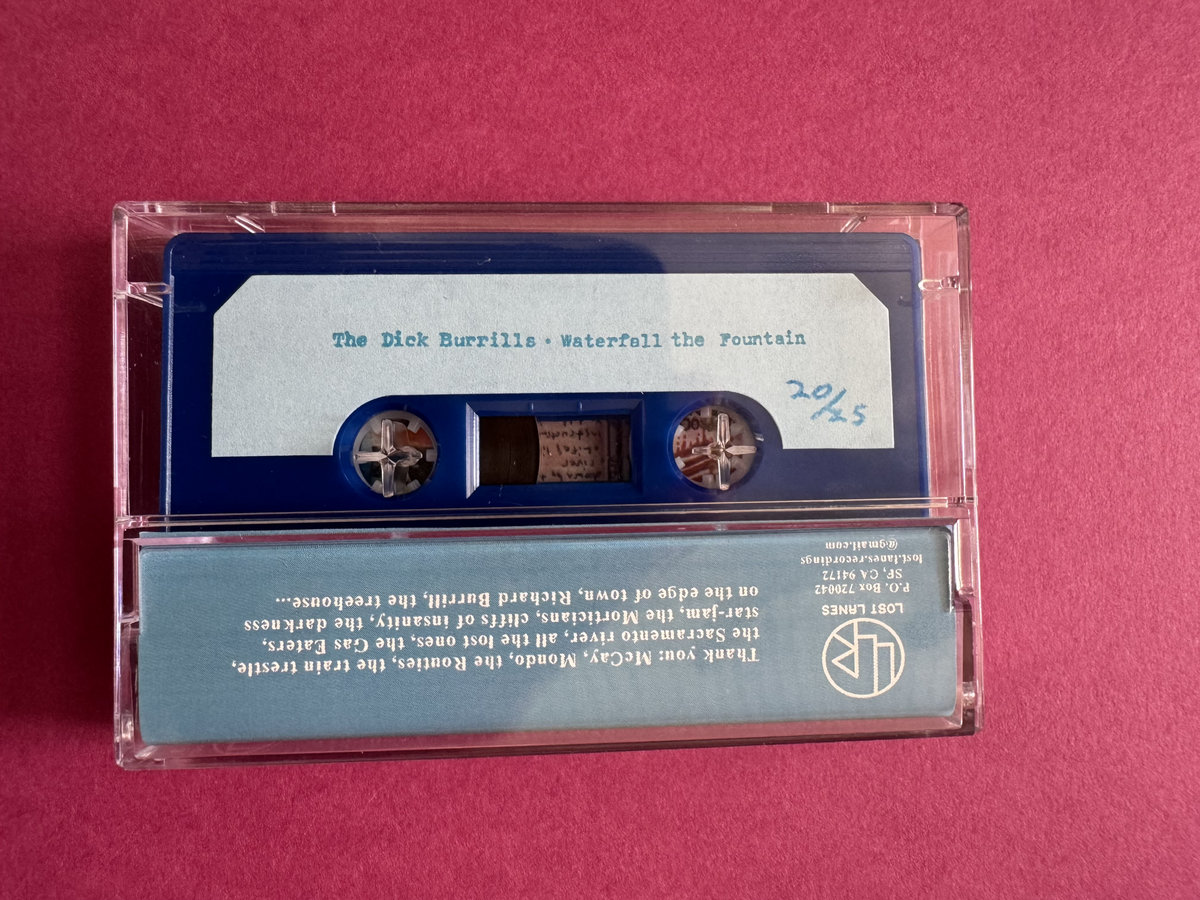 The Dick Burrills • Waterfall the Fountain
20/25
Thank you: McCay, Mondo, the Routies, the train trestle,
the Sacramento river, all the lost ones, the Gas Eaters,
star-jam, the Morticians, cliffs of insanity, the darkness
on the edge of town, Richard Burrill, the treehouse...
LOST LANES
P.O. Box 720042
SF, CA 94172
lost.lanes.recordings
@gmail.com